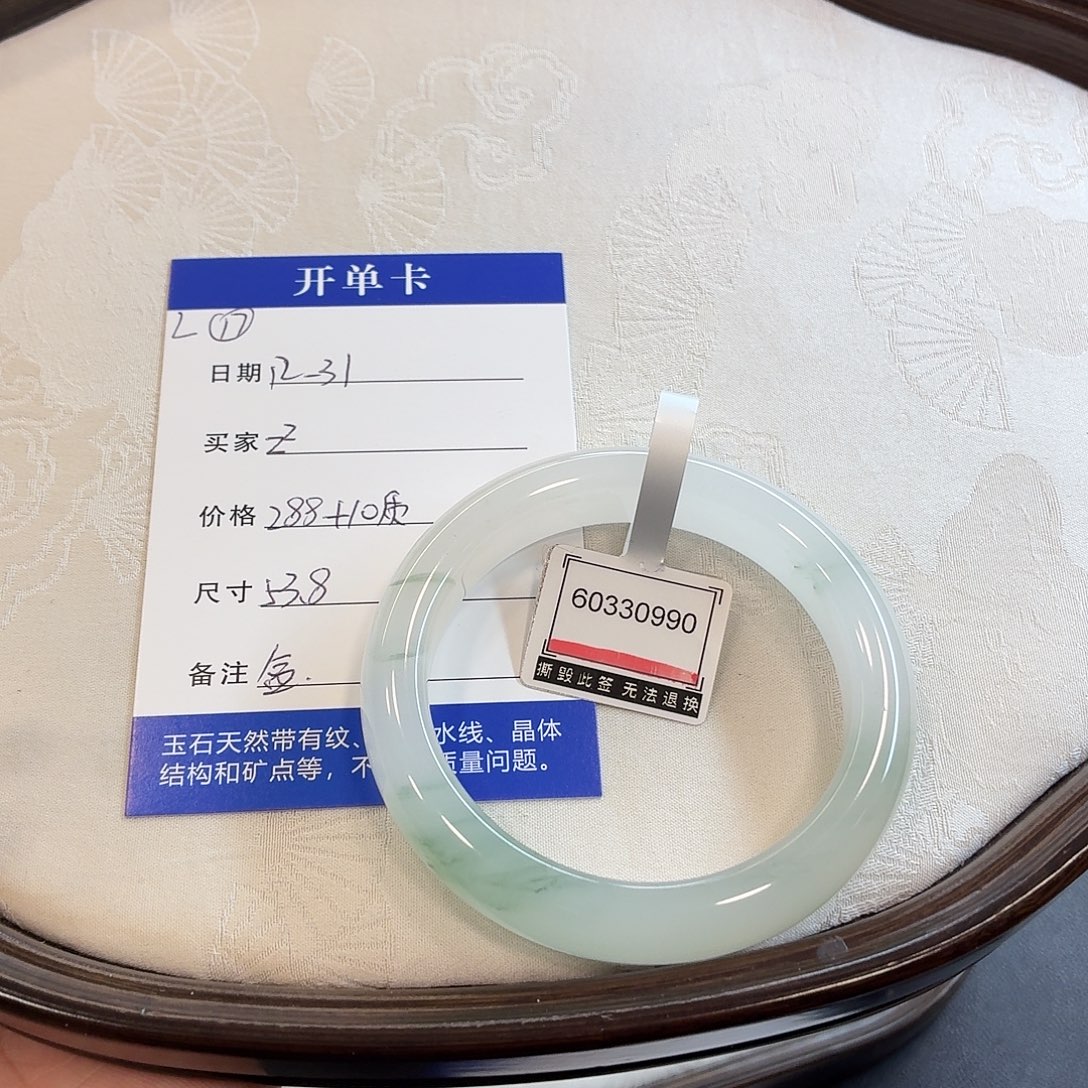 开单卡
L ⑰
日期 12-31
买家 Z
价格 288+10质
尺寸 53.8
备注 盒.
玉石天然带有纹、水线、晶体
结构和矿点等，不质量问题。
60330990
撕毁此签 无法退换